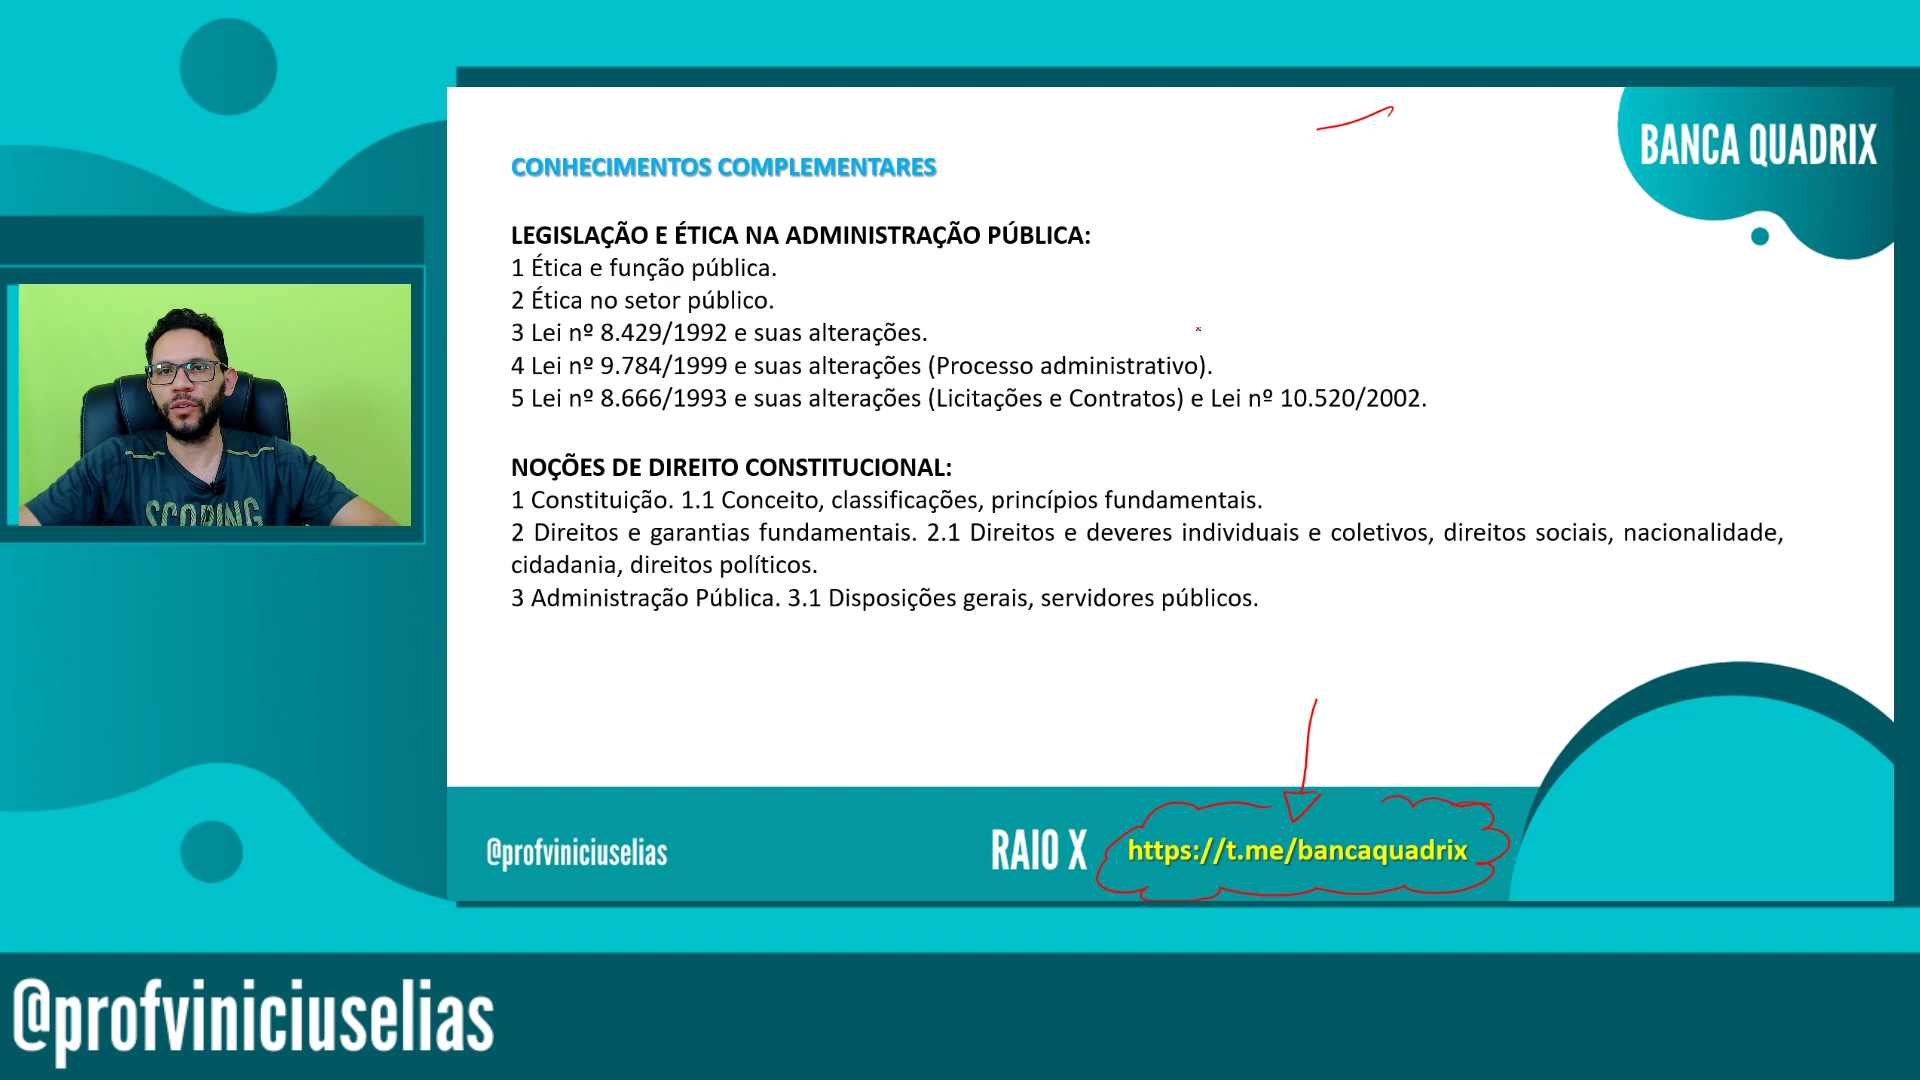 BANCA QUADRIX
CONHECIMENTOS COMPLEMENTARES
LEGISLAÇÃO E ÉTICA NA ADMINISTRAÇÃO PÚBLICA:
1 Ética e função pública.
2 Ética no setor público.
3 Lei nº 8.429/1992 e suas alterações.
4 Lei nº 9.784/1999 e suas alterações (Processo administrativo).
5 Lei nº 8.666/1993 e suas alterações (Licitações e Contratos) e Lei nº 10.520/2002.
NOÇÕES DE DIREITO CONSTITUCIONAL:
1 Constituição. 1.1 Conceito, classificações, princípios fundamentais.
2 Direitos e garantias fundamentais. 2.1 Direitos e deveres individuais e coletivos, direitos sociais, nacionalidade,
cidadania, direitos políticos.
3 Administração Pública. 3.1 Disposições gerais, servidores públicos.
SCORING
@profviniciuselias
RAIO X
https://t.me/bancaquadrix
@profviniciuselias